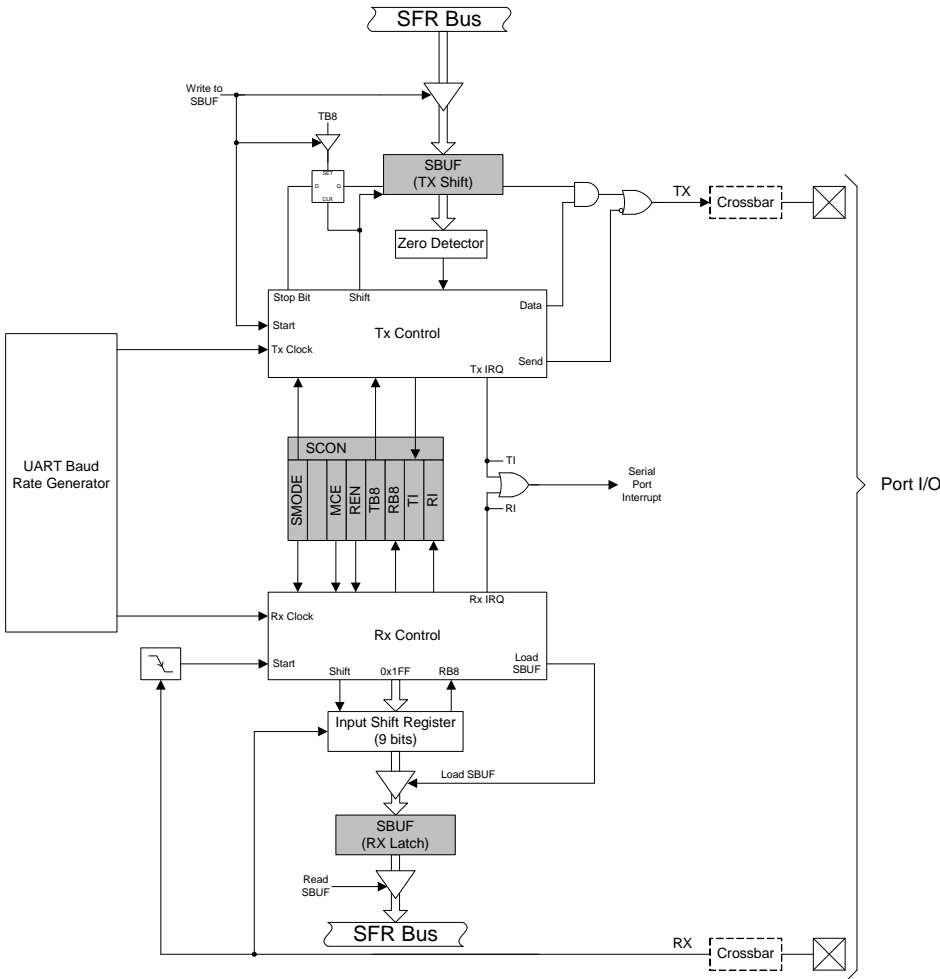 SFR Bus
Write to
SBUF
TB8
SET
D
Q
CLR
SBUF
(TX Shift)
TX
Crossbar
Zero Detector
Stop Bit
Shift
Data
Start
Tx Control
Tx Clock
Send
Tx IRQ
UART Baud
Rate Generator
SCON
SMODE
MCE
REN
TB8
RB8
TI
RI
TI
Serial
Port
Interrupt
RI
Port I/O
Rx IRQ
Rx Clock
Rx Control
Start
Load
SBUF
Shift
0x1FF
RB8
Input Shift Register
(9 bits)
Load SBUF
SBUF
(RX Latch)
Read
SBUF
SFR Bus
RX
Crossbar